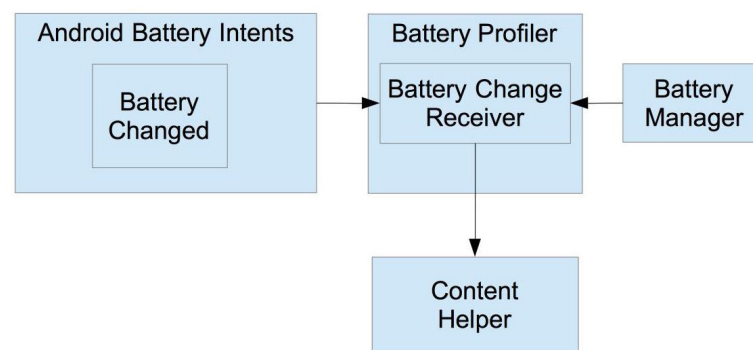 Android Battery Intents
Battery
Changed
Battery Profiler
Battery Change
Receiver
Battery
Manager
Content
Helper